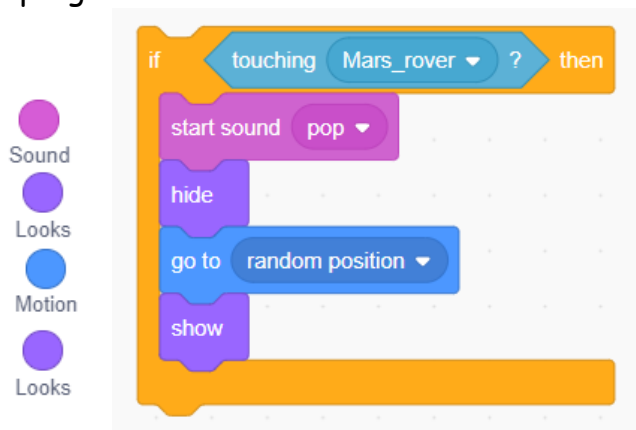 if touching Mars_rover ? then
start sound pop
Sound
hide
Looks
go to random position
Motion
show
Looks